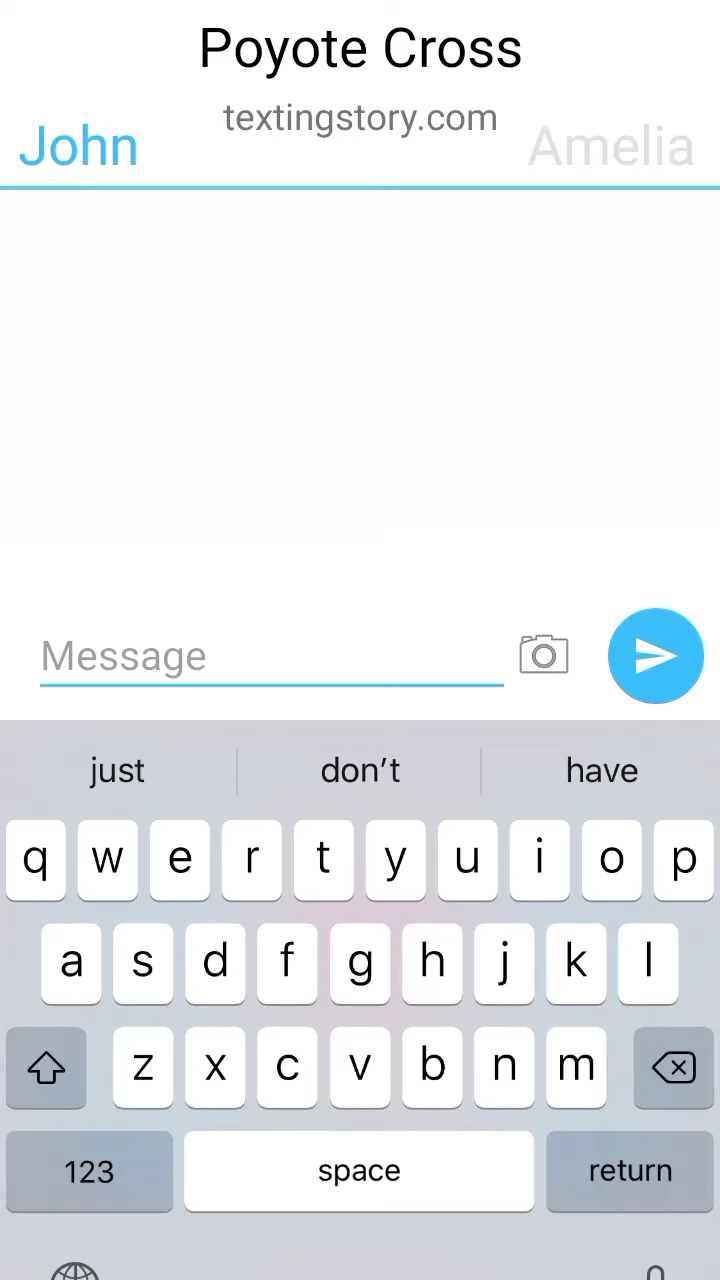 Poyote Cross
textingstory.com
John
Amelia
Message
just don't have
q w e r t y u i o p
a s d f g h j k l
z x c v b n m
123 space return